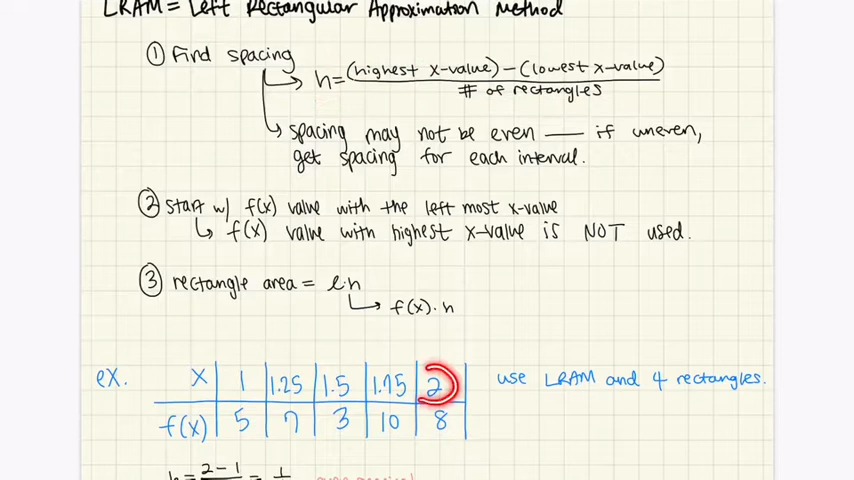 LRAM = Left Rectangular Approximation Method
① Find spacing
h = (highest x-value) - (lowest x-value)
# of rectangles
spacing may not be even — if uneven,
get spacing for each interval.
② start w/ f(x) value with the left most x-value
f(x) value with highest x-value is NOT used.
③ rectangle area = l·h
f(x)·h
ex. x 1 1.25 1.5 1.75 2 use LRAM and 4 rectangles.
f(x) 5 7 3 10 8
h = 2-1 = 1